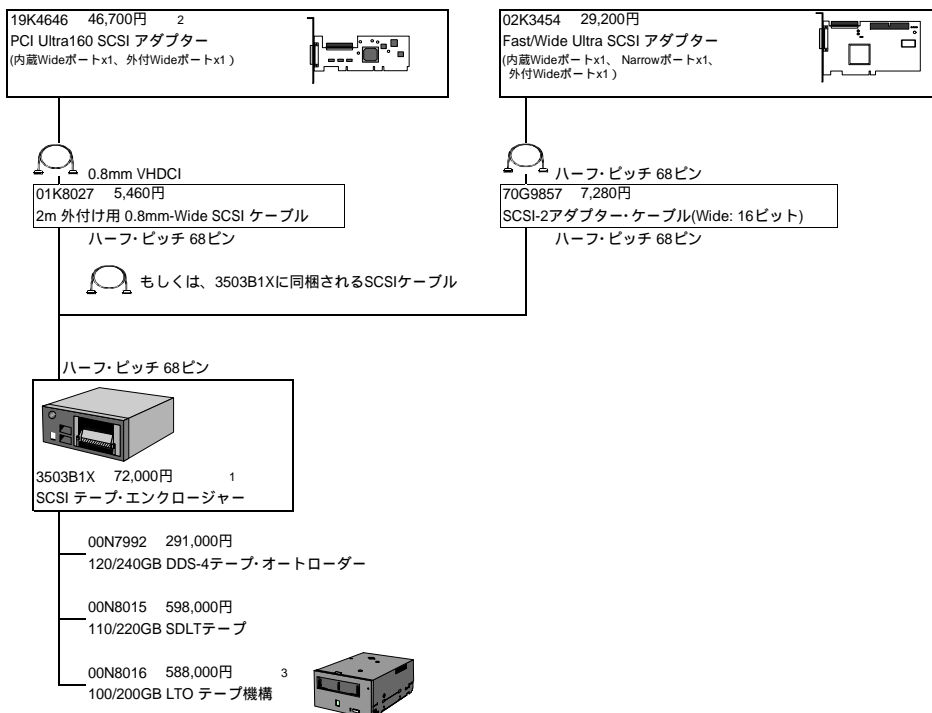 19K4646 46,700円 2
PCI Ultra160 SCSI アダプター
(内蔵Wideポートx1、外付Wideポートx1 )
02K3454 29,200円
Fast/Wide Ultra SCSI アダプター
(内蔵Wideポートx1、 Narrowポートx1、
外付Wideポートx1 )
0.8mm VHDCI
01K8027 5,460円
2m 外付け用 0.8mm-Wide SCSI ケーブル
ハーフ・ピッチ 68ピン
ハーフ・ピッチ 68ピン
70G9857 7,280円
SCSI-2アダプター・ケーブル(Wide: 16ビット)
ハーフ・ピッチ 68ピン
もしくは、3503B1Xに同梱されるSCSIケーブル
ハーフ・ピッチ 68ピン
3503B1X 72,000円 1
SCSI テープ・エンクロージャー
00N7992 291,000円
120/240GB DDS-4テープ・オートローダー
00N8015 598,000円
110/220GB SDLTテープ
00N8016 588,000円 3
100/200GB LTO テープ機構